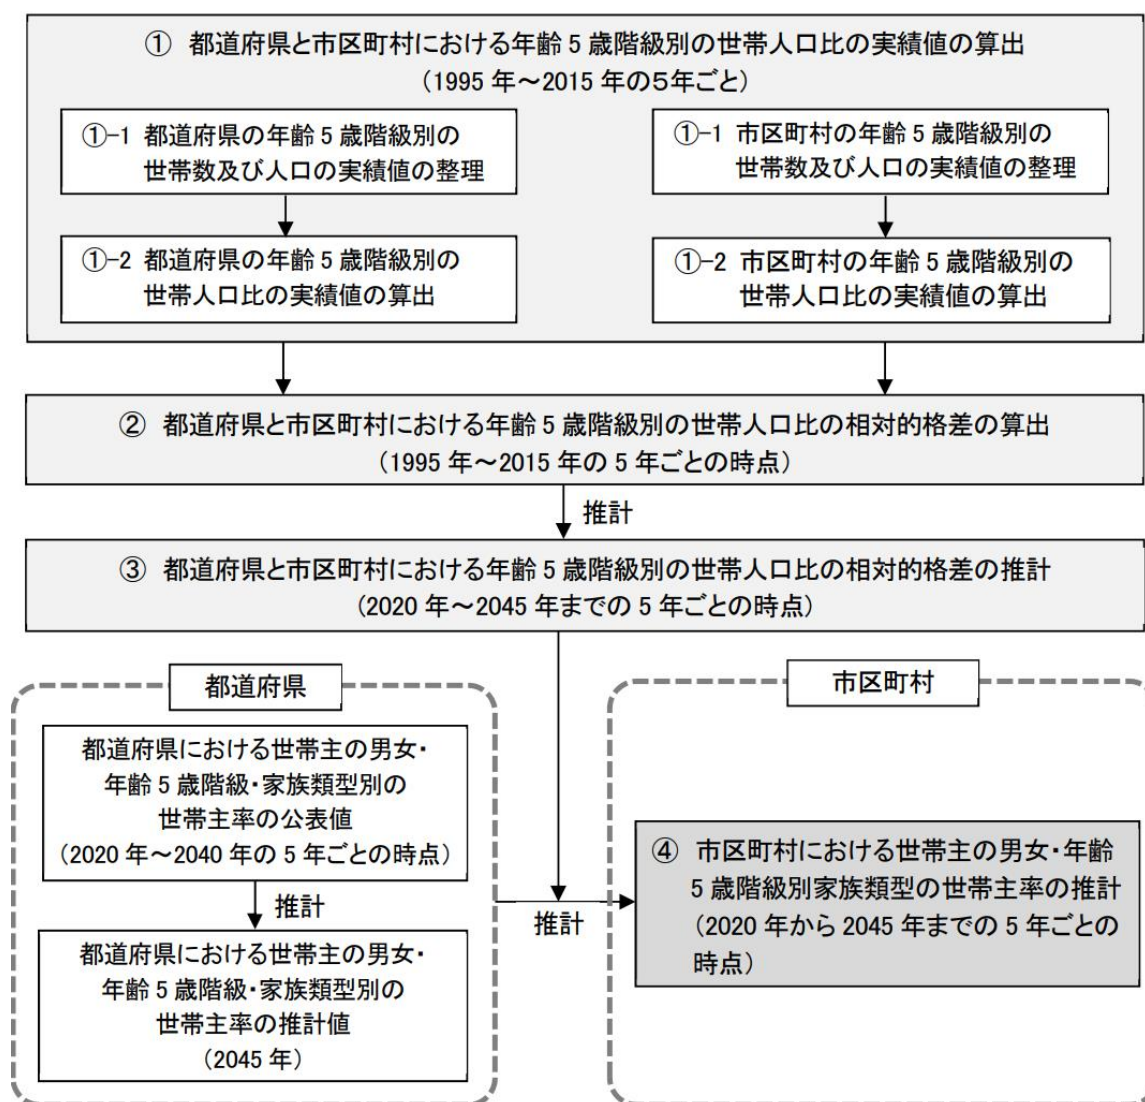 ① 都道府県と市区町村における年齢 5 歳階級別の世帯人口比の実績値の算出
（1995 年～2015 年の5年ごと）
①-1 都道府県の年齢 5 歳階級別の
世帯数及び人口の実績値の整理
①-1 市区町村の年齢 5 歳階級別の
世帯数及び人口の実績値の整理
①-2 都道府県の年齢 5 歳階級別の
世帯人口比の実績値の算出
①-2 市区町村の年齢 5 歳階級別の
世帯人口比の実績値の算出
② 都道府県と市区町村における年齢 5 歳階級別の世帯人口比の相対的格差の算出
（1995 年～2015 年の 5 年ごとの時点）
推計
③ 都道府県と市区町村における年齢 5 歳階級別の世帯人口比の相対的格差の推計
（2020 年～2045 年までの 5 年ごとの時点）
都道府県
都道府県における世帯主の男女・
年齢 5 歳階級・家族類型別の
世帯主率の公表値
（2020 年～2040 年の 5 年ごとの時点）
推計
都道府県における世帯主の男女・
年齢 5 歳階級・家族類型別の
世帯主率の推計値
（2045 年）
推計
市区町村
④ 市区町村における世帯主の男女・年齢
5 歳階級別家族類型の世帯主率の推計
（2020 年から 2045 年までの 5 年ごとの
時点）